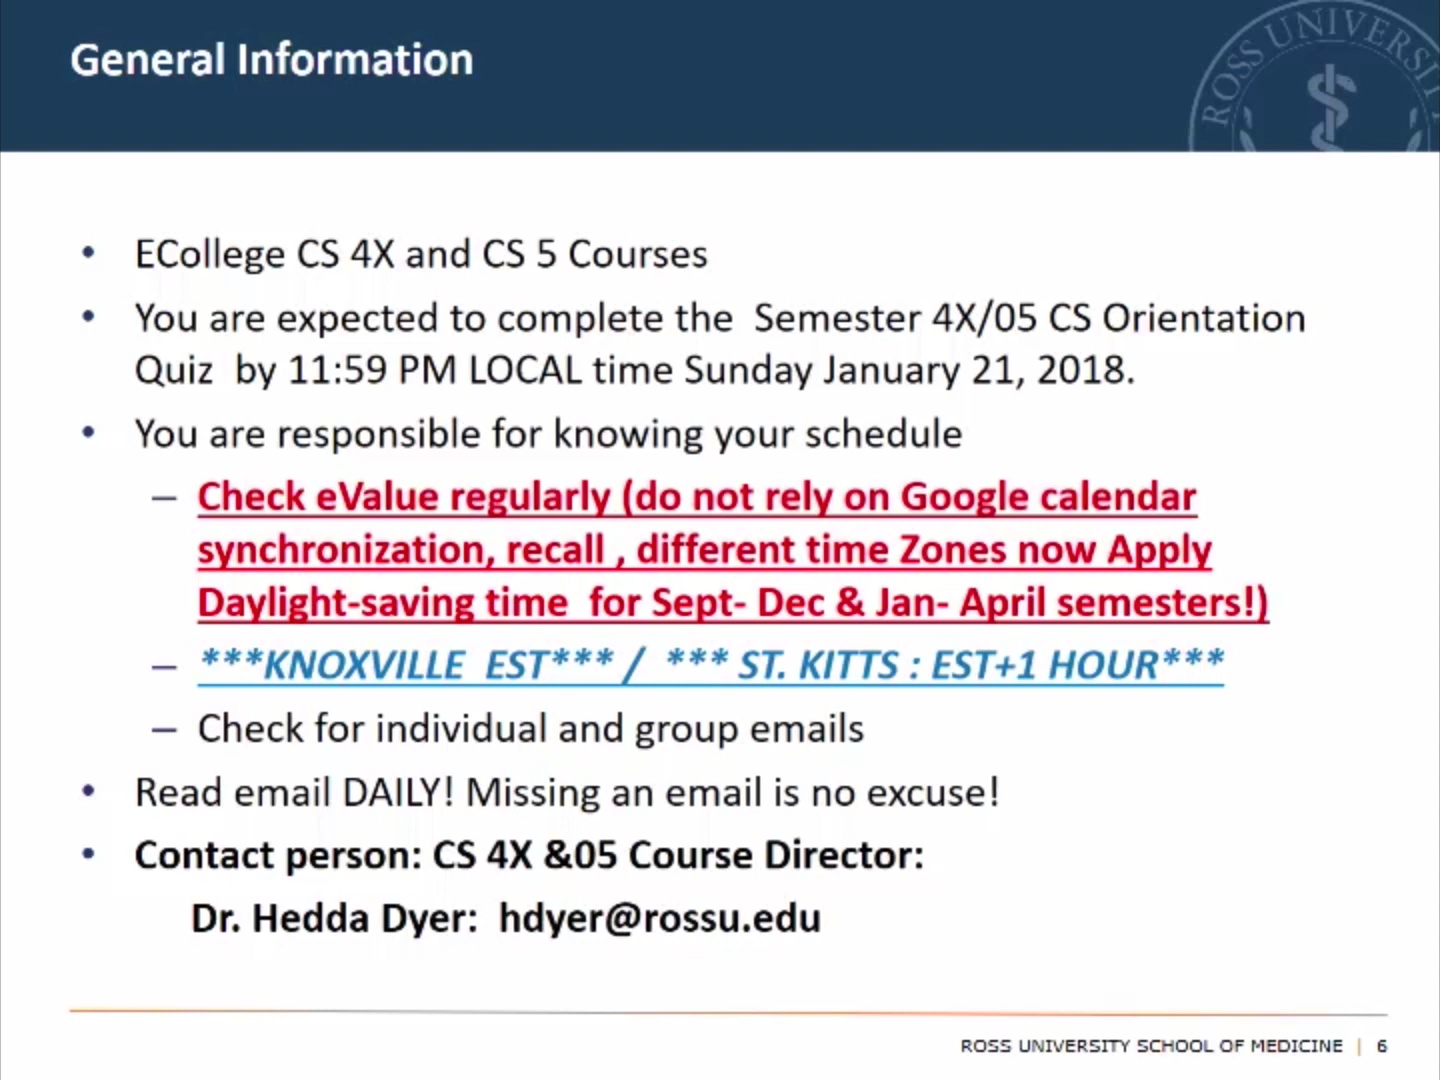 General Information
ROSS UNIVERSITY
• ECollege CS 4X and CS 5 Courses
• You are expected to complete the Semester 4X/05 CS Orientation
Quiz by 11:59 PM LOCAL time Sunday January 21, 2018.
• You are responsible for knowing your schedule
– Check eValue regularly (do not rely on Google calendar
synchronization, recall , different time Zones now Apply
Daylight-saving time for Sept- Dec & Jan- April semesters!)
– ***KNOXVILLE EST*** / *** ST. KITTS : EST+1 HOUR***
– Check for individual and group emails
• Read email DAILY! Missing an email is no excuse!
• Contact person: CS 4X &05 Course Director:
Dr. Hedda Dyer: hdyer@rossu.edu
ROSS UNIVERSITY SCHOOL OF MEDICINE | 6